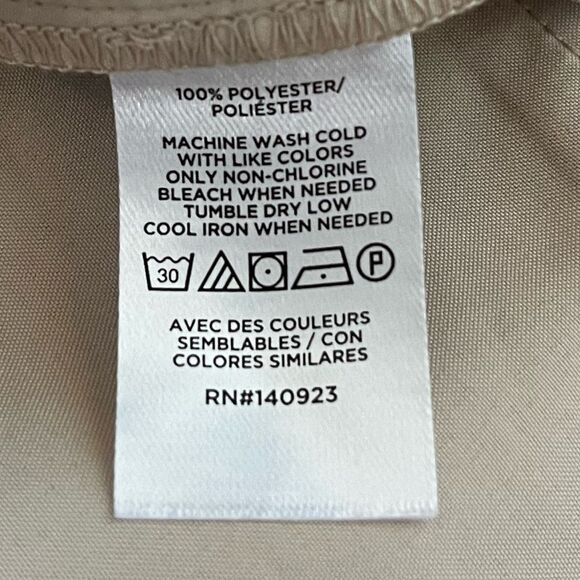 100% POLYESTER/
POLIÉSTER
MACHINE WASH COLD
WITH LIKE COLORS
ONLY NON-CHLORINE
BLEACH WHEN NEEDED
TUMBLE DRY LOW
COOL IRON WHEN NEEDED
30 P
AVEC DES COULEURS
SEMBLABLES / CON
COLORES SIMILARES
RN#140923